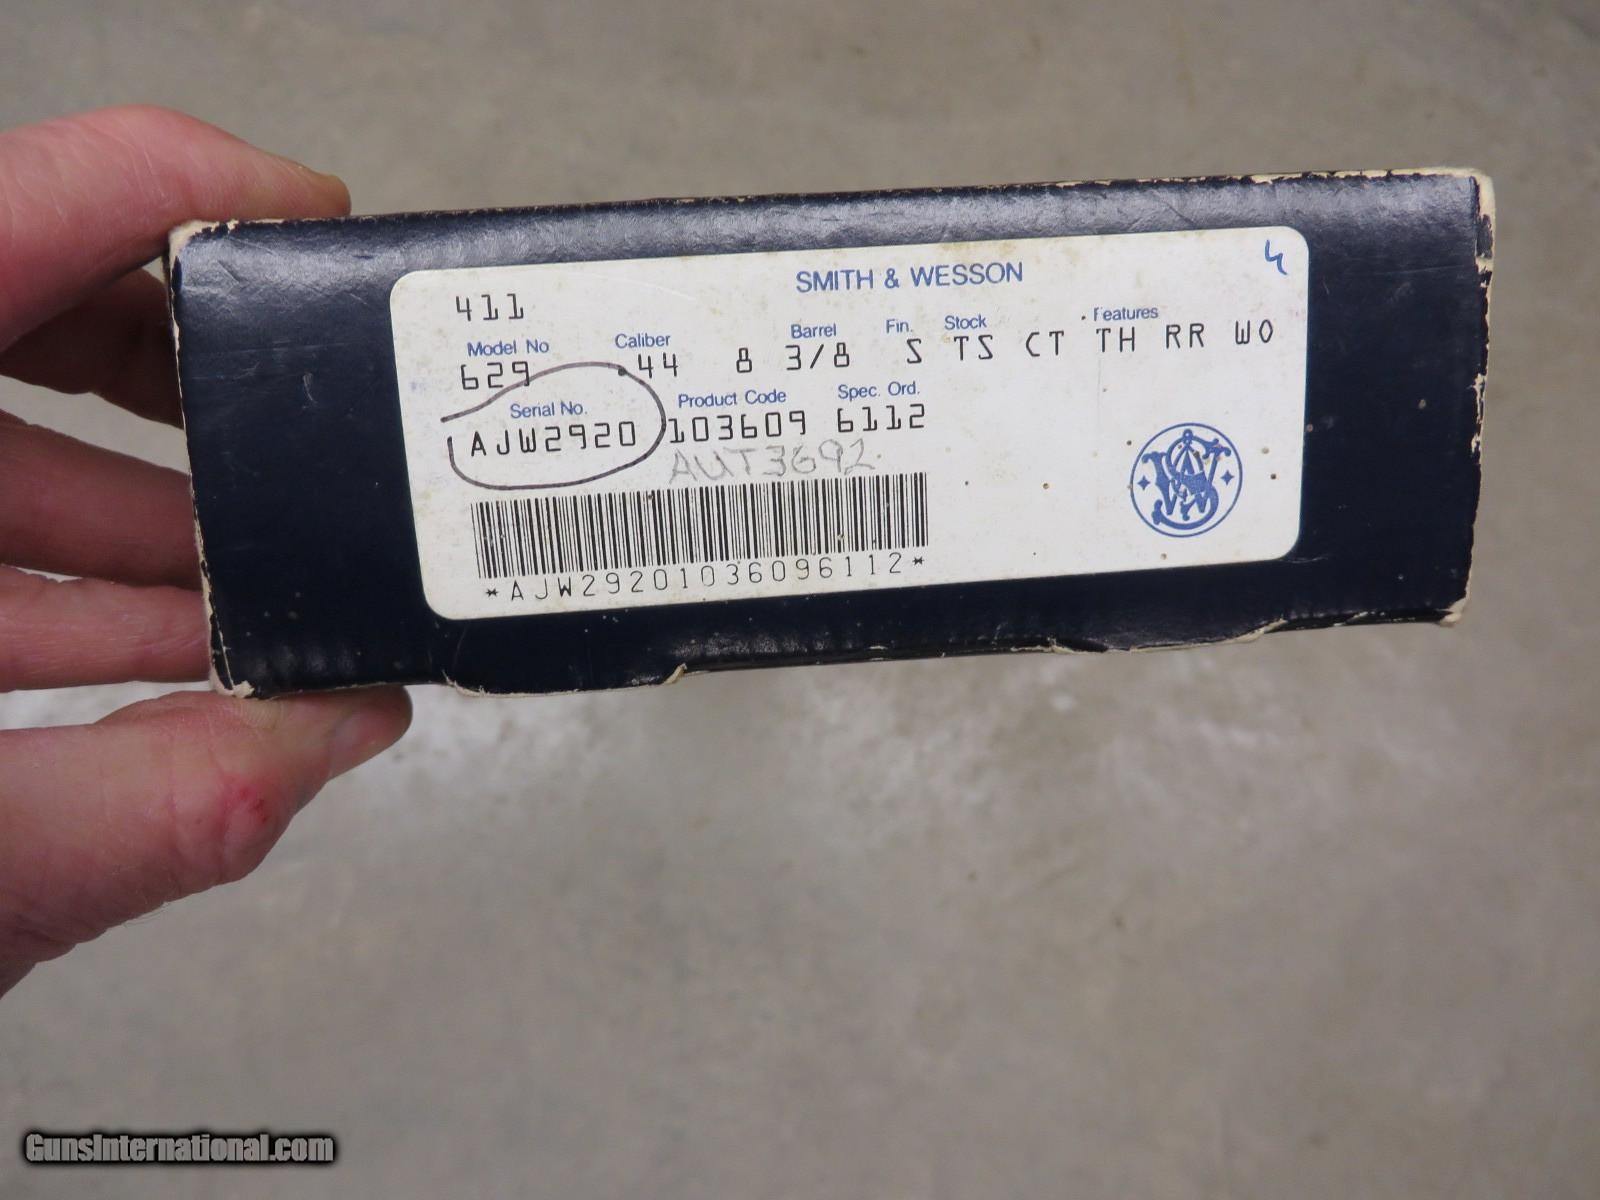 SMITH & WESSON
4
411
Model No Caliber Barrel Fin. Stock Features
629 .44 8 3/8 S TS CT TH RR WO
Serial No. Product Code Spec. Ord.
AJW2920 103609 6112
AUT3692
*AJW29201036096112*
GunsInternational.com